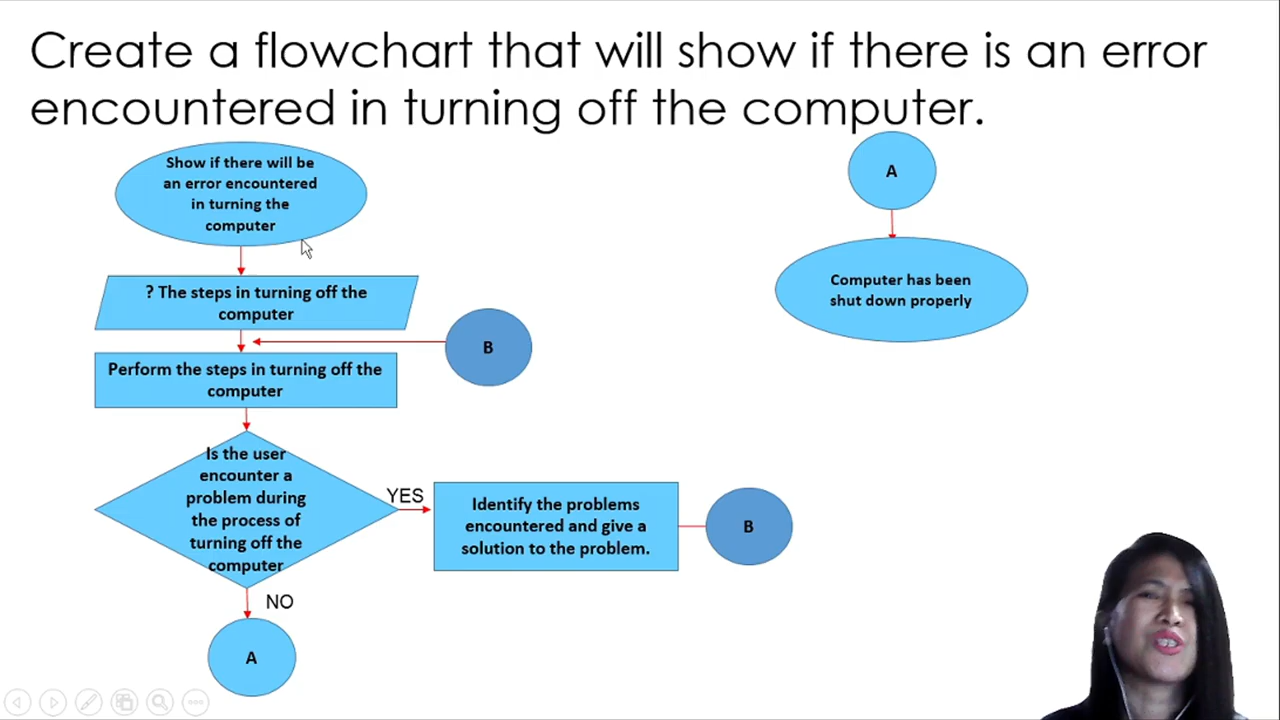 Create a flowchart that will show if there is an error
encountered in turning off the computer.
Show if there will be
an error encountered
in turning the
computer
? The steps in turning off the
computer
B
Perform the steps in turning off the
computer
Is the user
encounter a
problem during
the process of
turning off the
computer
YES
Identify the problems
encountered and give a
solution to the problem.
B
NO
A
A
Computer has been
shut down properly